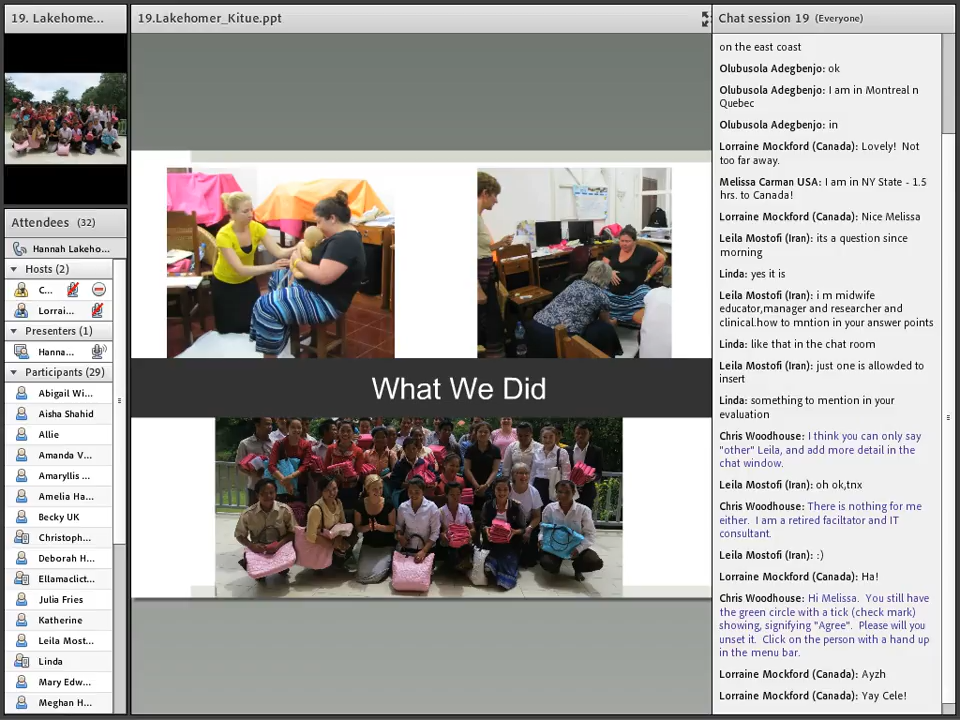 19. Lakehome...
Attendees (32)
Hannah Lakeho...
Hosts (2)
C...
Lorrai...
Presenters (1)
Hanna...
Participants (29)
Abigail Wi...
Aisha Shahid
Allie
Amanda V...
Amaryllis ...
Amelia Ha...
Becky UK
Christoph...
Deborah H...
Ellamaclict...
Julia Fries
Katherine
Leila Most...
Linda
Mary Edw...
Meghan H...
19.Lakehomer_Kitue.ppt
What We Did
Chat session 19 (Everyone)
on the east coast
Olubusola Adegbenjo: ok
Olubusola Adegbenjo: I am in Montreal n
Quebec
Olubusola Adegbenjo: in
Lorraine Mockford (Canada): Lovely! Not
too far away.
Melissa Carman USA: I am in NY State - 1.5
hrs. to Canada!
Lorraine Mockford (Canada): Nice Melissa
Leila Mostofi (Iran): its a question since
morning
Linda: yes it is
Leila Mostofi (Iran): i m midwife
educator,manager and researcher and
clinical.how to mntion in your answer points
Linda: like that in the chat room
Leila Mostofi (Iran): just one is allowded to
insert
Linda: something to mention in your
evaluation
Chris Woodhouse: I think you can only say
"other" Leila, and add more detail in the
chat window.
Leila Mostofi (Iran): oh ok,tnx
Chris Woodhouse: There is nothing for me
either. I am a retired faciltator and IT
consultant.
Leila Mostofi (Iran): :)
Lorraine Mockford (Canada): Ha!
Chris Woodhouse: Hi Melissa. You still have
the green circle with a tick (check mark)
showing, signifying "Agree". Please will you
unset it. Click on the person with a hand up
in the menu bar.
Lorraine Mockford (Canada): Ayzh
Lorraine Mockford (Canada): Yay Cele!